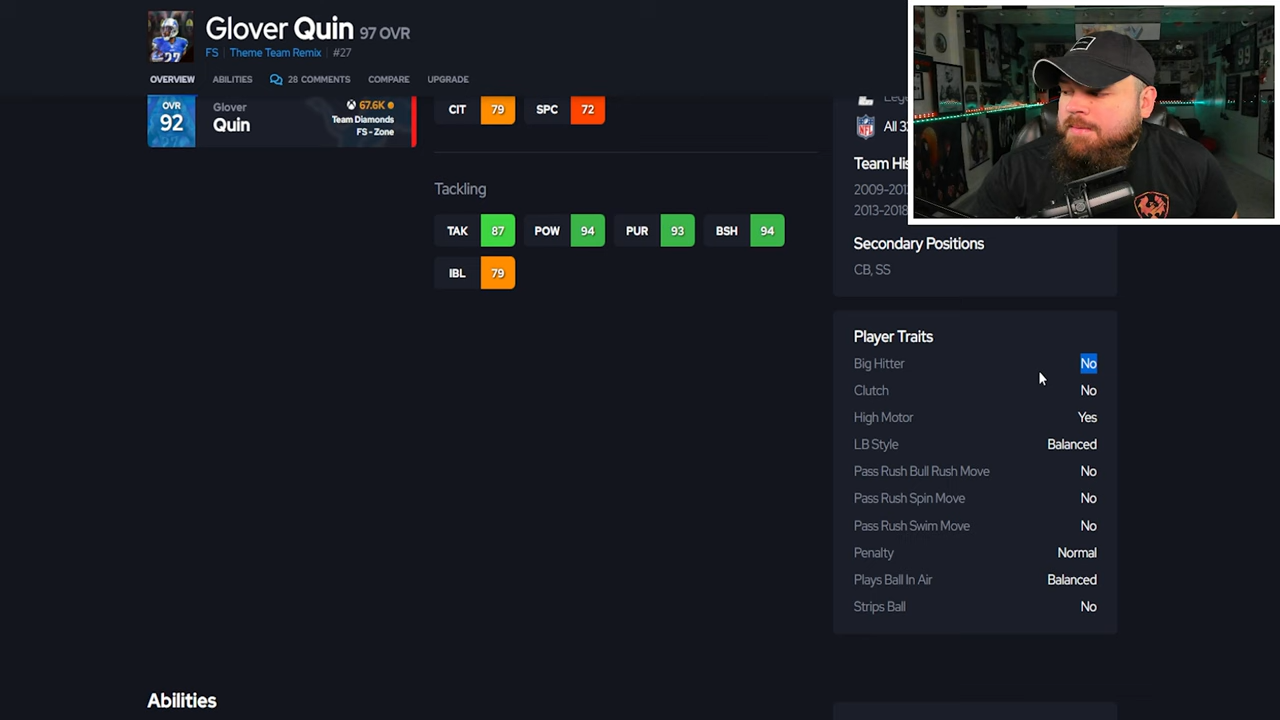 Glover Quin 97 OVR
FS | Theme Team Remix | #27
OVERVIEW ABILITIES 28 COMMENTS COMPARE UPGRADE
OVR
92
Glover
Quin
67.6K
Team Diamonds
FS - Zone
CIT 79 SPC 72
Tackling
TAK 87 POW 94 PUR 93 BSH 94
IBL 79
All 3
Team His
2009-201
2013-2018
Secondary Positions
CB, SS
Player Traits
Big Hitter No
Clutch No
High Motor Yes
LB Style Balanced
Pass Rush Bull Rush Move No
Pass Rush Spin Move No
Pass Rush Swim Move No
Penalty Normal
Plays Ball In Air Balanced
Strips Ball No
Abilities